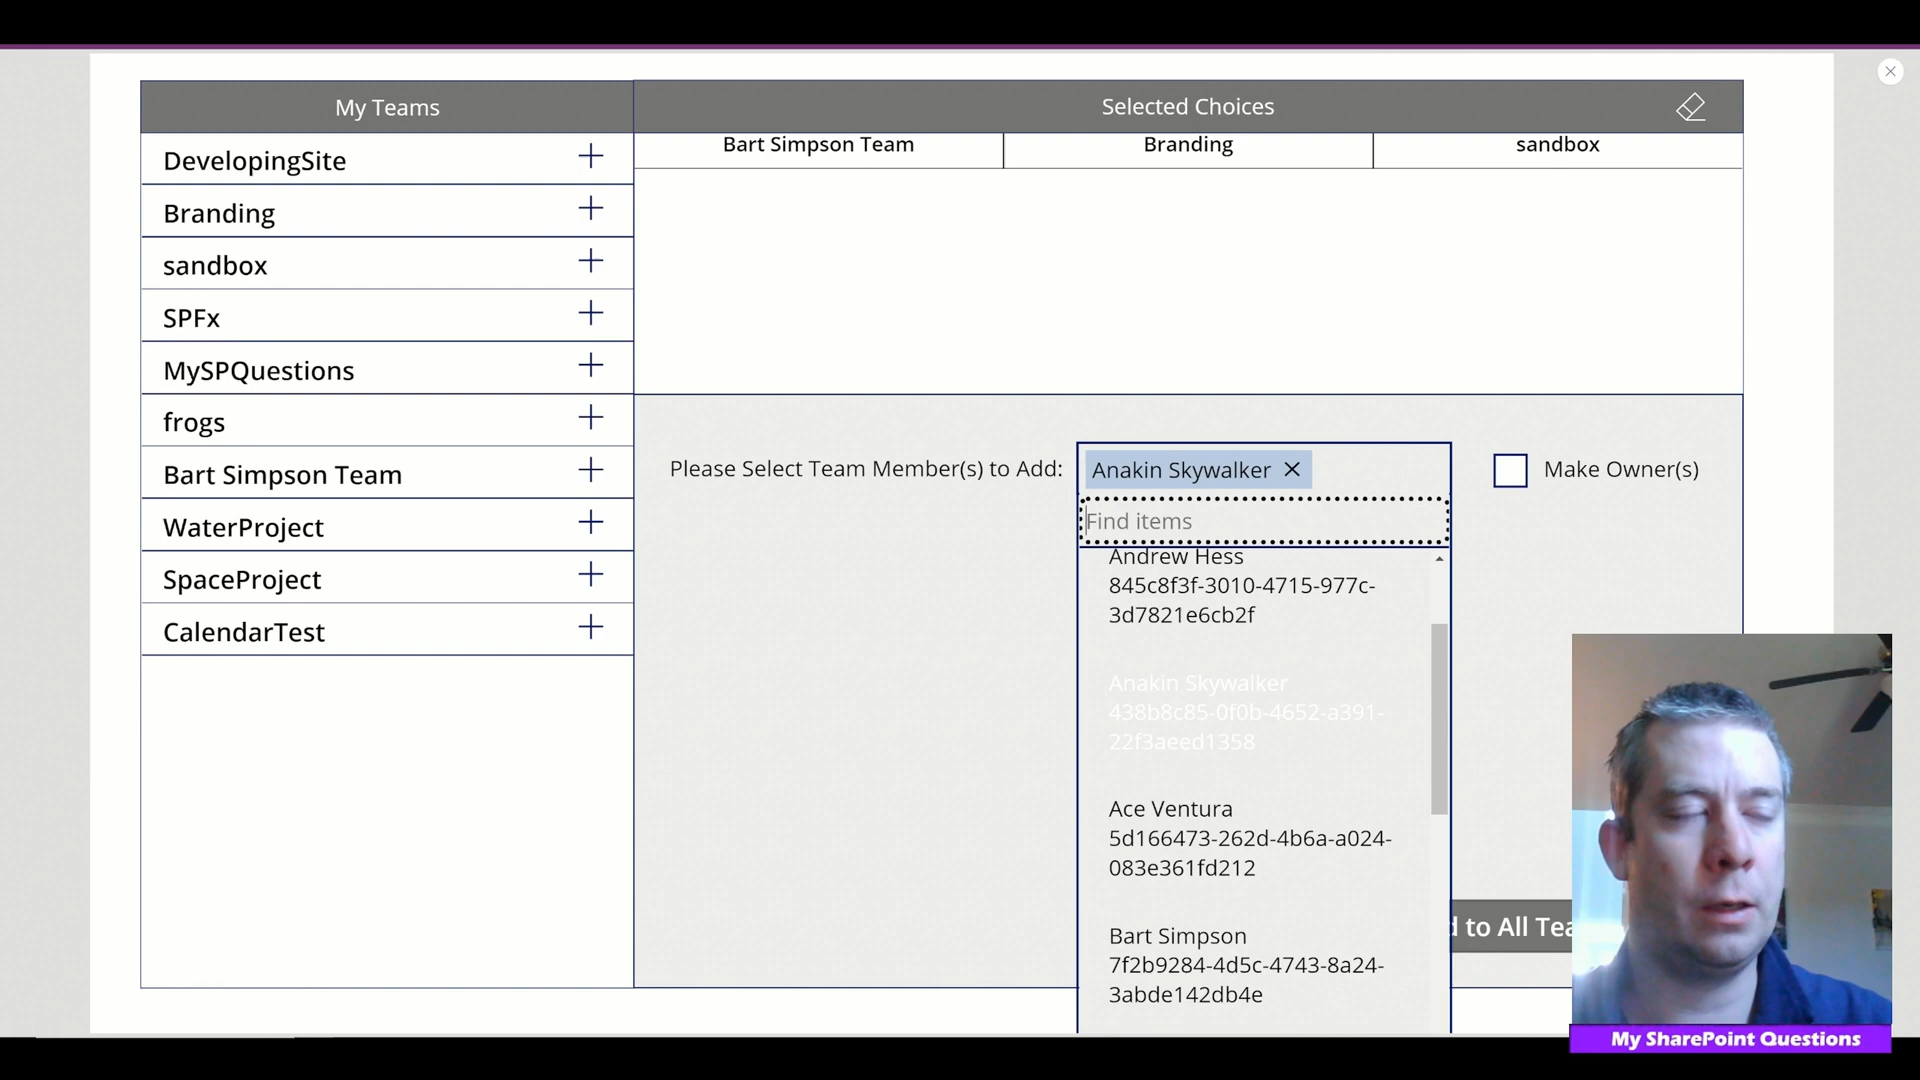 My Teams
Selected Choices
DevelopingSite
Branding
sandbox
SPFx
MySPQuestions
frogs
Bart Simpson Team
WaterProject
SpaceProject
CalendarTest
Bart Simpson Team
Branding
sandbox
Please Select Team Member(s) to Add:
Anakin Skywalker
Make Owner(s)
Find items
Andrew Hess
845c8f3f-3010-4715-977c-
3d7821e6cb2f
Anakin Skywalker
438b8c85-0f0b-4652-a391-
22f3aeed1358
Ace Ventura
5d166473-262d-4b6a-a024-
083e361fd212
Bart Simpson
7f2b9284-4d5c-4743-8a24-
3abde142db4e
to All
My SharePoint Questions